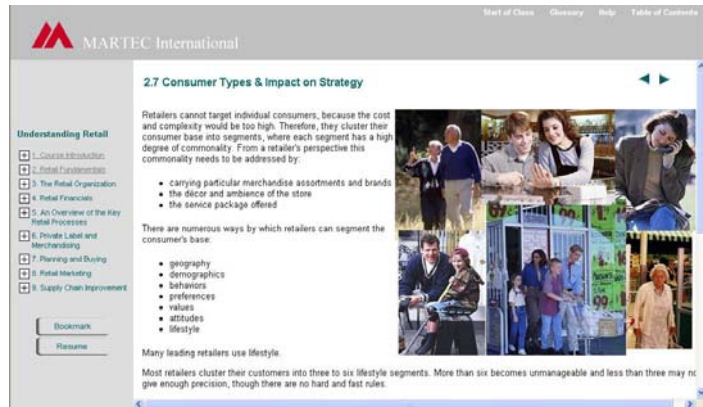 Start of Class Glossary Help Table of Contents
MARTEC International
2.7 Consumer Types & Impact on Strategy
Retailers cannot target individual consumers, because the cost
and complexity would be too high. Therefore, they cluster their
consumer base into segments, where each segment has a high
degree of commonality. From a retailer's perspective this
commonality needs to be addressed by:
carrying particular merchandise assortments and brands
the décor and ambience of the store
the service package offered
There are numerous ways by which retailers can segment the
consumer's base:
geography
demographics
behaviors
preferences
values
attitudes
lifestyle
Many leading retailers use lifestyle.
Most retailers cluster their customers into three to six lifestyle segments. More than six becomes unmanageable and less than three may no
give enough precision, though there are no hard and fast rules.
Understanding Retail
1. Course Introduction
2. Retail Fundamentals
3. The Retail Organization
4. Retail Financials
5. An Overview of the Key
Retail Processes
6. Private Label and
Merchandising
7. Planning and Buying
8. Retail Marketing
9. Supply Chain Improvement
Bookmark
Resume